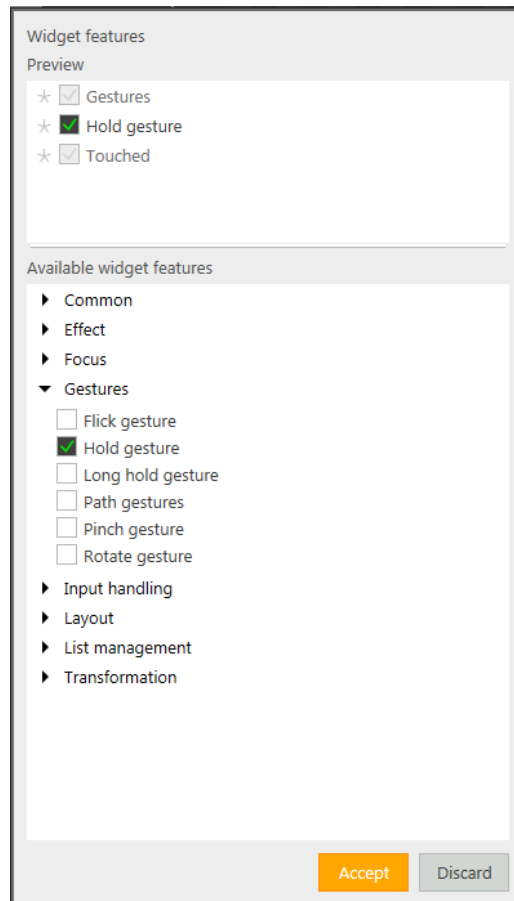 Widget features
Preview
Gestures
Hold gesture
Touched
Available widget features
Common
Effect
Focus
Gestures
Flick gesture
Hold gesture
Long hold gesture
Path gestures
Pinch gesture
Rotate gesture
Input handling
Layout
List management
Transformation
Accept Discard